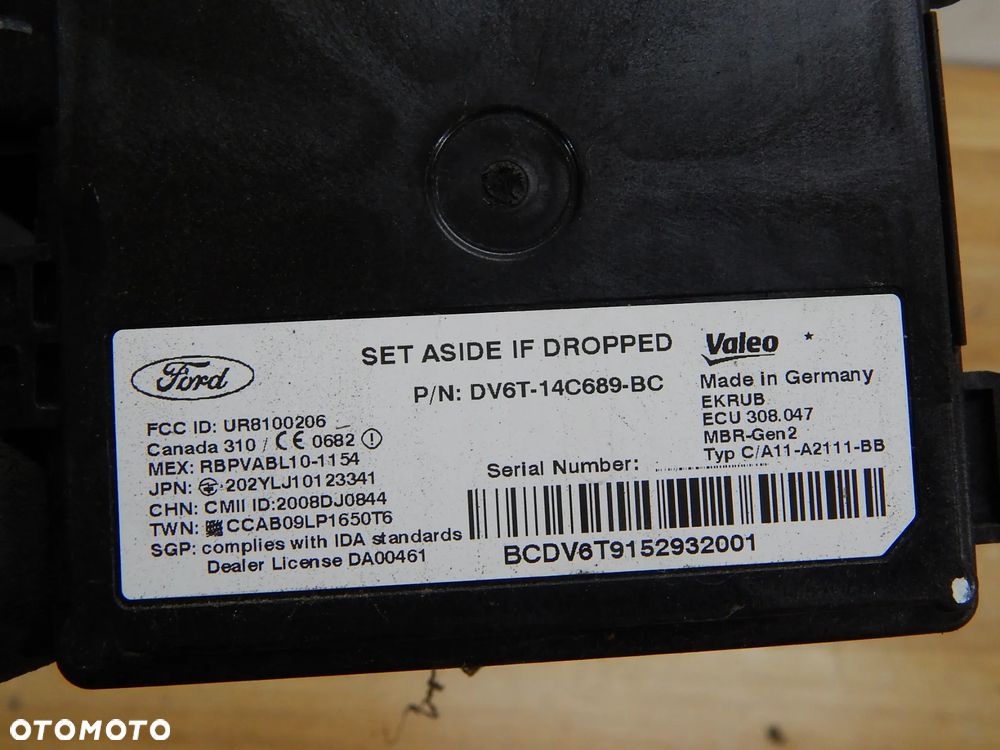 SET ASIDE IF DROPPED
Valeo *
Ford
P/N: DV6T-14C689-BC
Made in Germany
EKRUB
ECU 308.047
MBR-Gen2
Typ C/A11-A2111-BB
FCC ID: UR8100206
Canada 310 / CE 0682
MEX: RBPVABL10-1154
JPN: 202YLJ10123341
CHN: CMII ID:2008DJ0844
TWN: CCAB09LP1650T6
SGP: complies with IDA standards
Dealer License DA00461
Serial Number:
BCDV6T9152932001
OTOMOTO